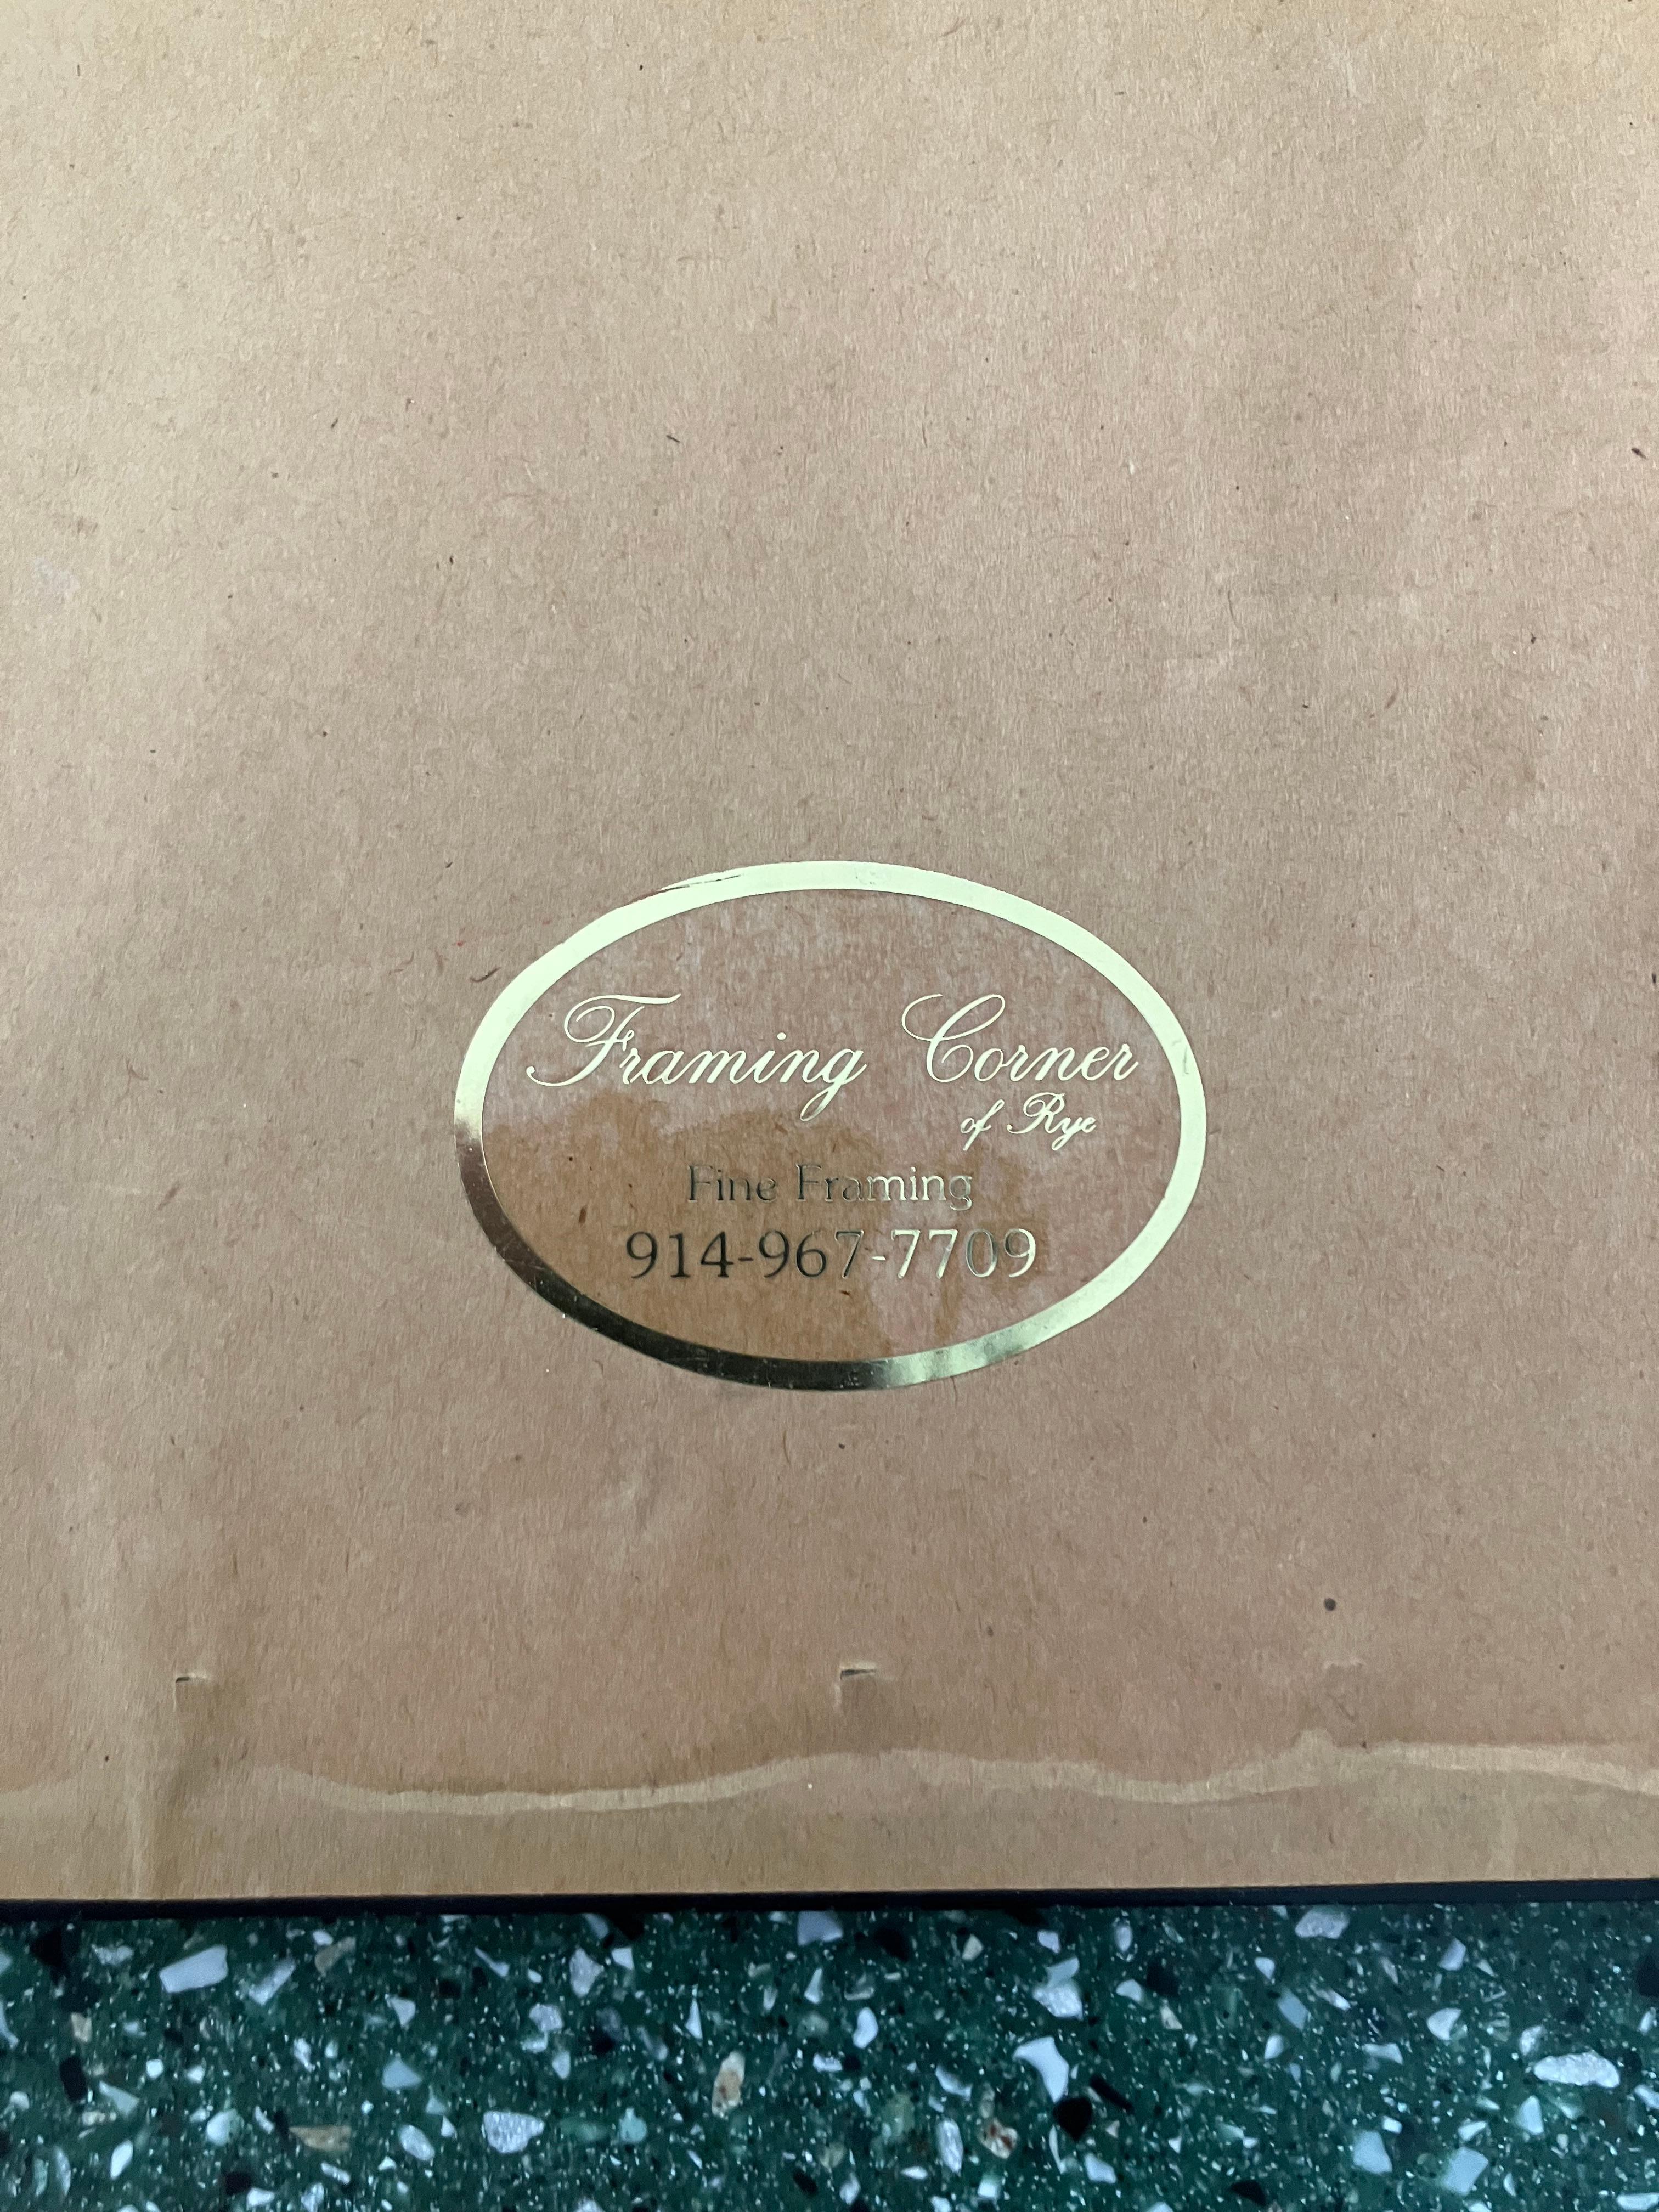 Framing Corner
of Rye
Fine Framing
914-967-7709